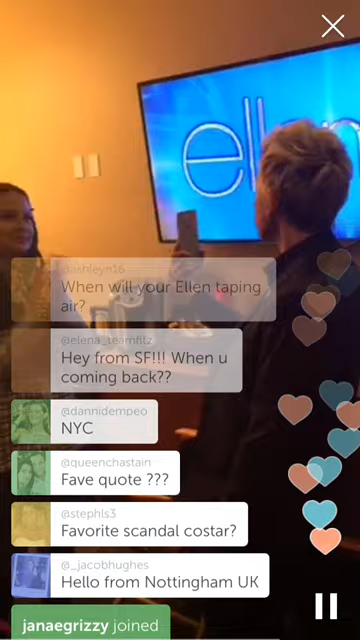 ellen
@ashleyn16
When will your Ellen taping
air?
@elena_teamfitz
Hey from SF!!! When u
coming back??
@dannidempeo
NYC
@queenchastain
Fave quote ???
@stephls3
Favorite scandal costar?
@_jacobhughes
Hello from Nottingham UK
janaegrizzy joined